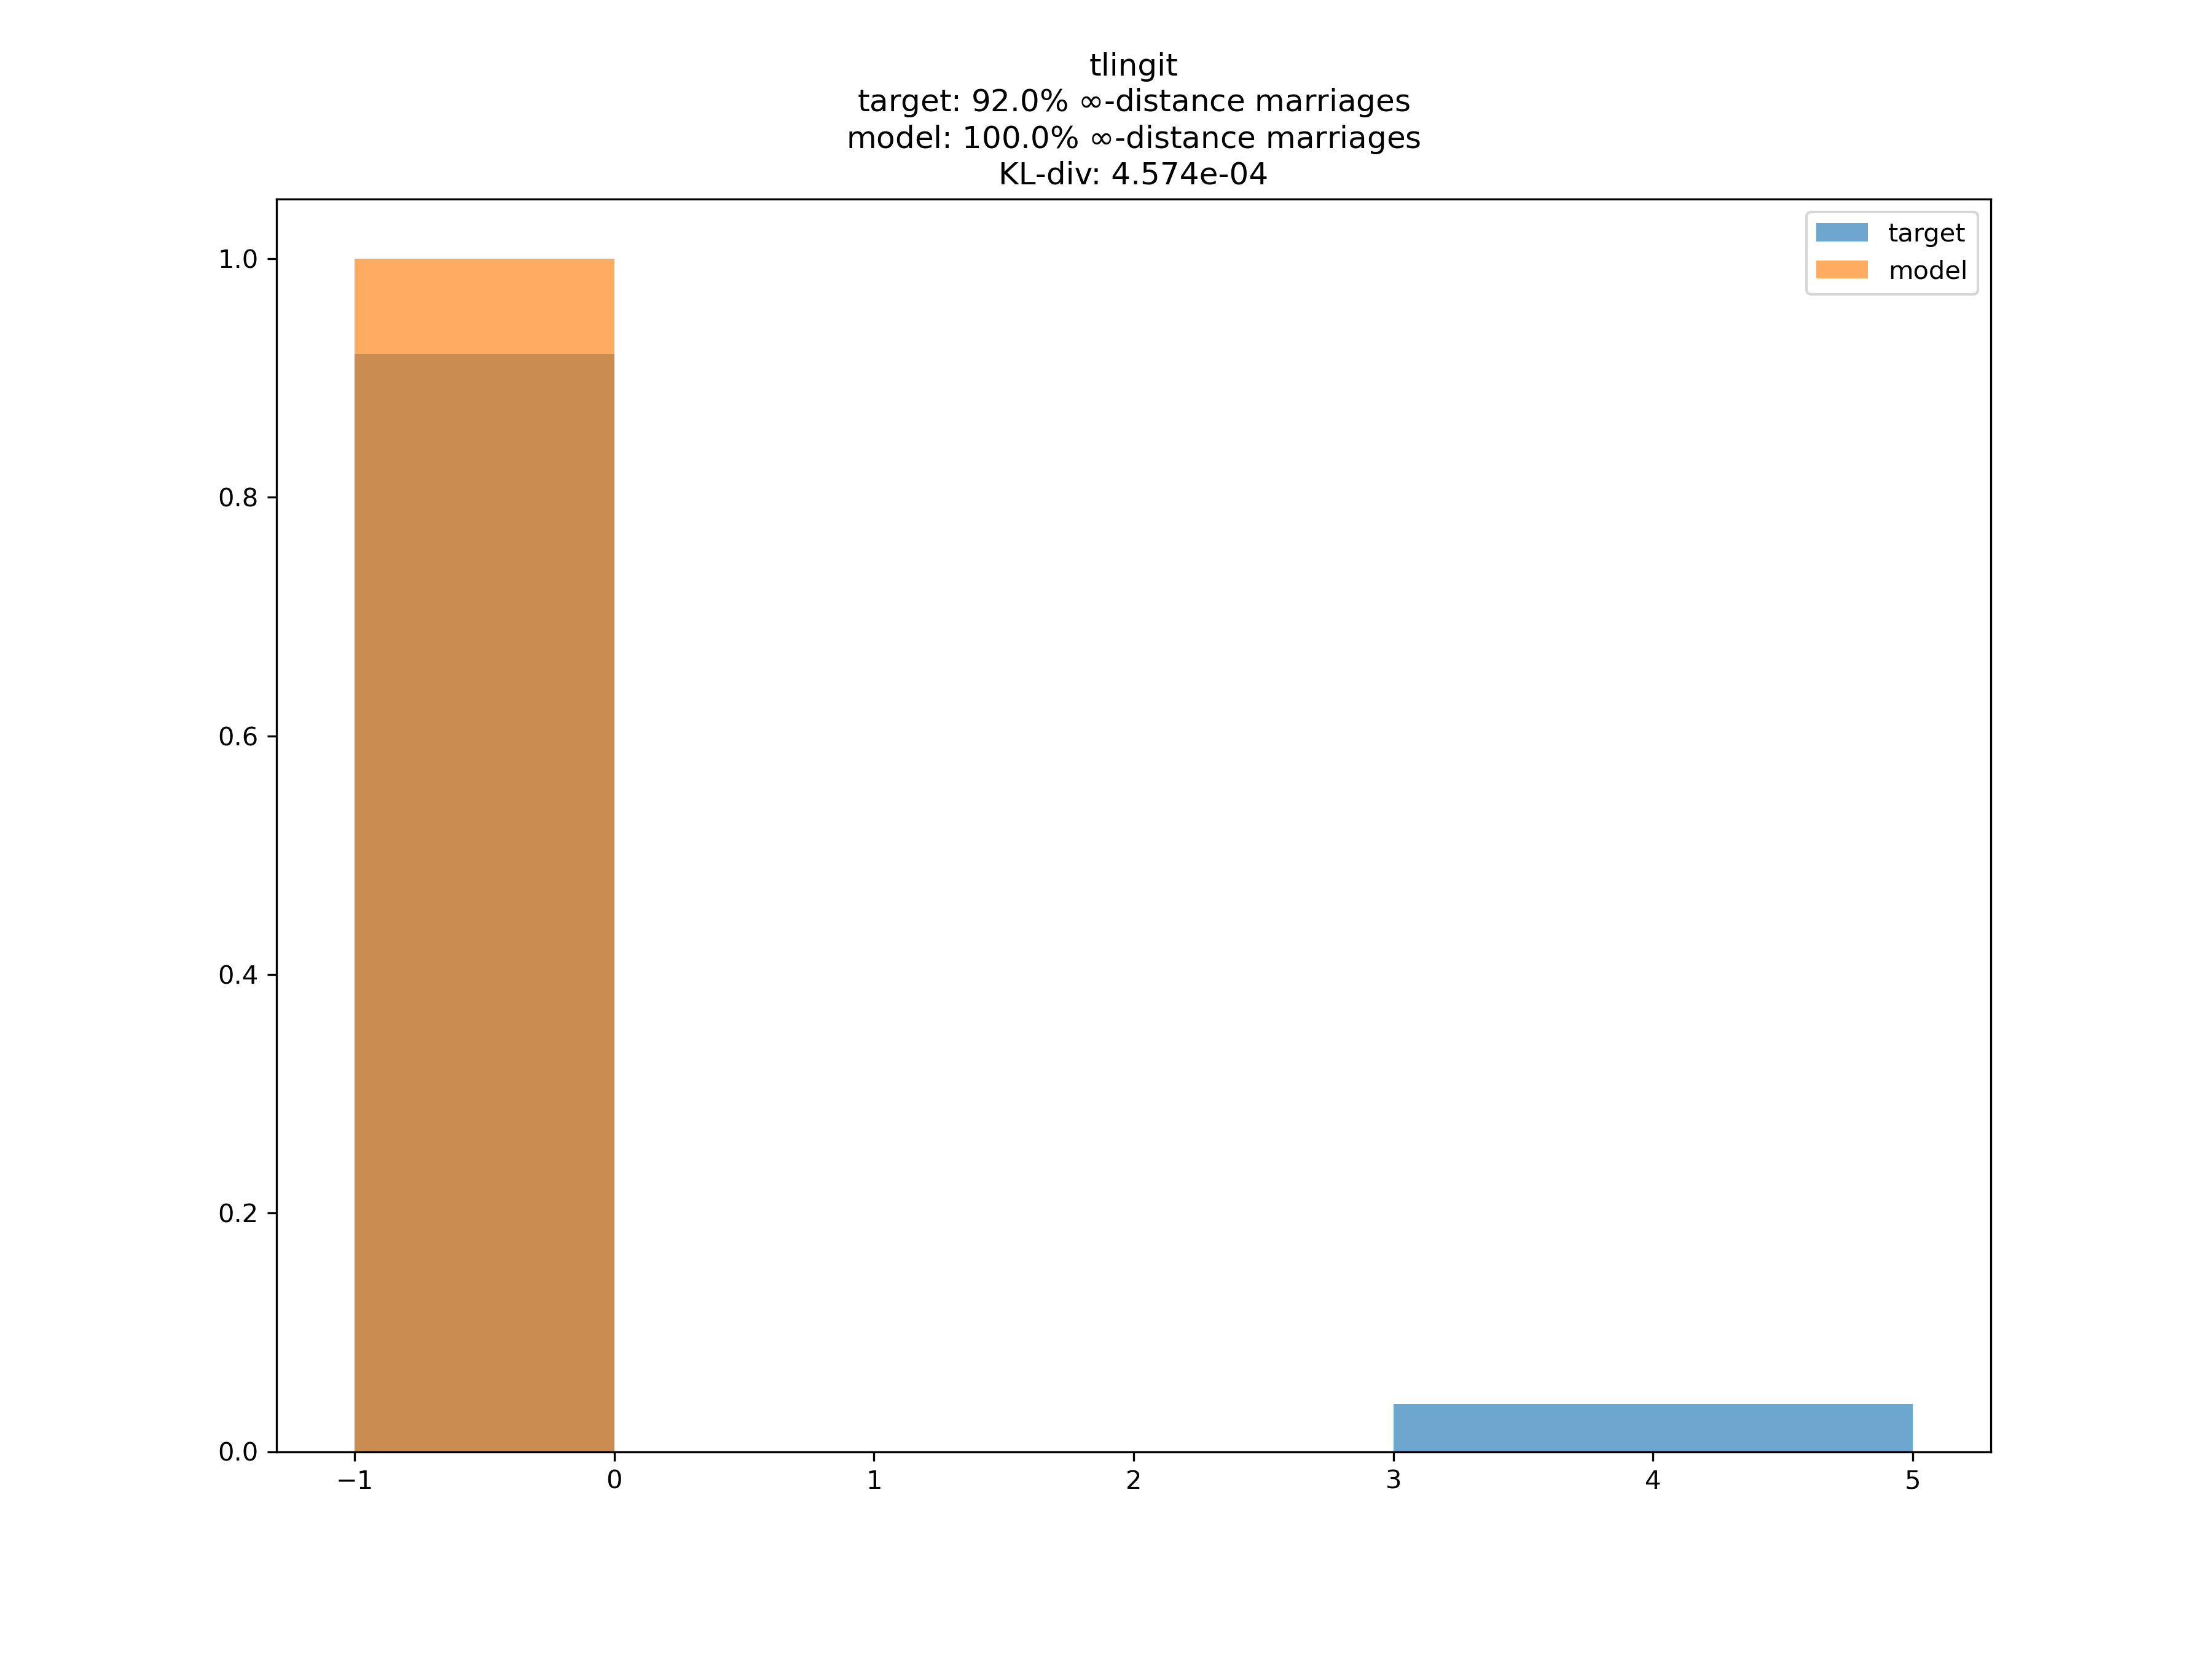 tlingit
target: 92.0% ∞-distance marriages
model: 100.0% ∞-distance marriages
KL-div: 4.574e-04
target
model
1.0
0.8
0.6
0.4
0.2
0.0
−1 0 1 2 3 4 5